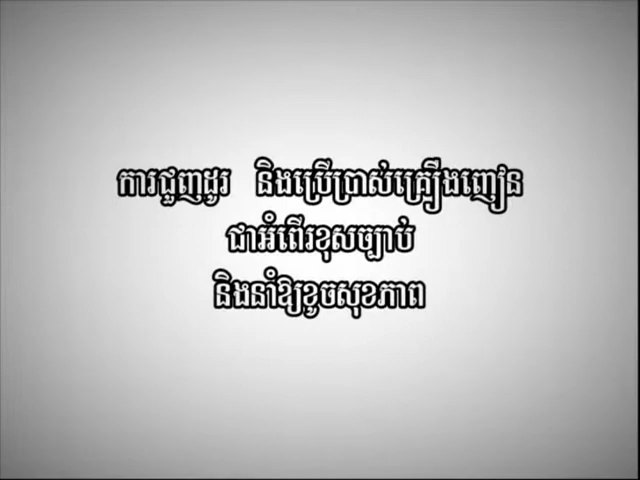 ការជួញដូរ និងប្រើប្រាស់គ្រឿងញៀន
ជាអំពើរខុសច្បាប់
និងនាំឱ្យខូចសុខភាព